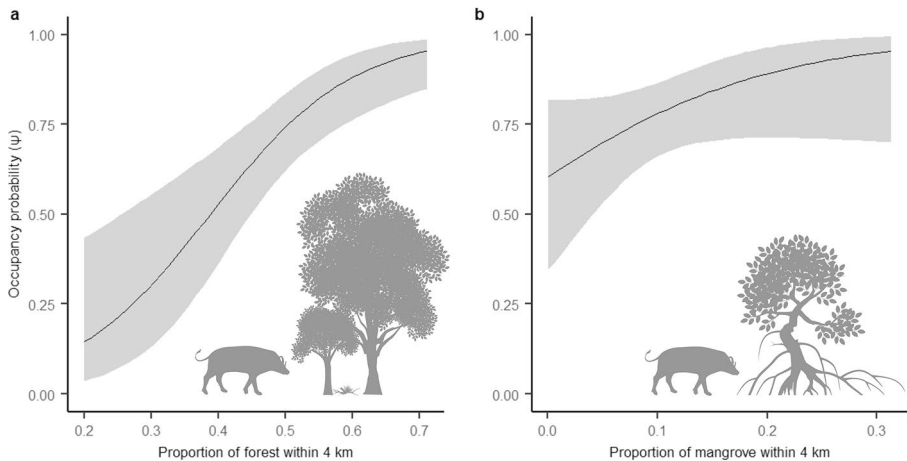 a
Occupancy probability (ψ)
1.00
0.75
0.50
0.25
0.00
0.2 0.3 0.4 0.5 0.6 0.7
Proportion of forest within 4 km
b
1.00
0.75
0.50
0.25
0.00
0.0 0.1 0.2 0.3
Proportion of mangrove within 4 km